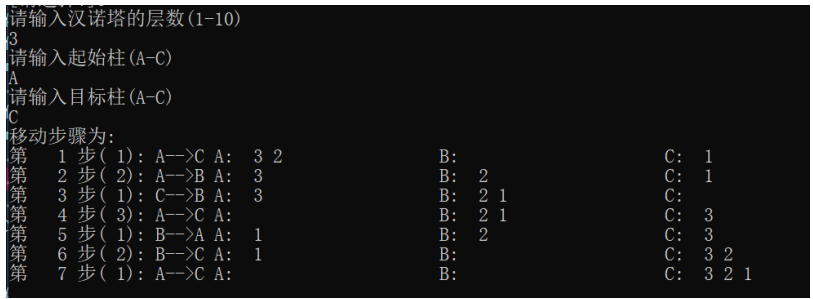 请输入汉诺塔的层数(1-10)
3
请输入起始柱(A-C)
A
请输入目标柱(A-C)
C
移动步骤为:
第   1 步( 1): A-->C A:  3 2                B:                        C:  1
第   2 步( 2): A-->B A:  3                  B:  2                     C:  1
第   3 步( 1): C-->B A:  3                  B:  2 1                   C:
第   4 步( 3): A-->C A:                     B:  2 1                   C:  3
第   5 步( 1): B-->A A:  1                  B:  2                     C:  3
第   6 步( 2): B-->C A:  1                  B:                        C:  3 2
第   7 步( 1): A-->C A:                     B:                        C:  3 2 1